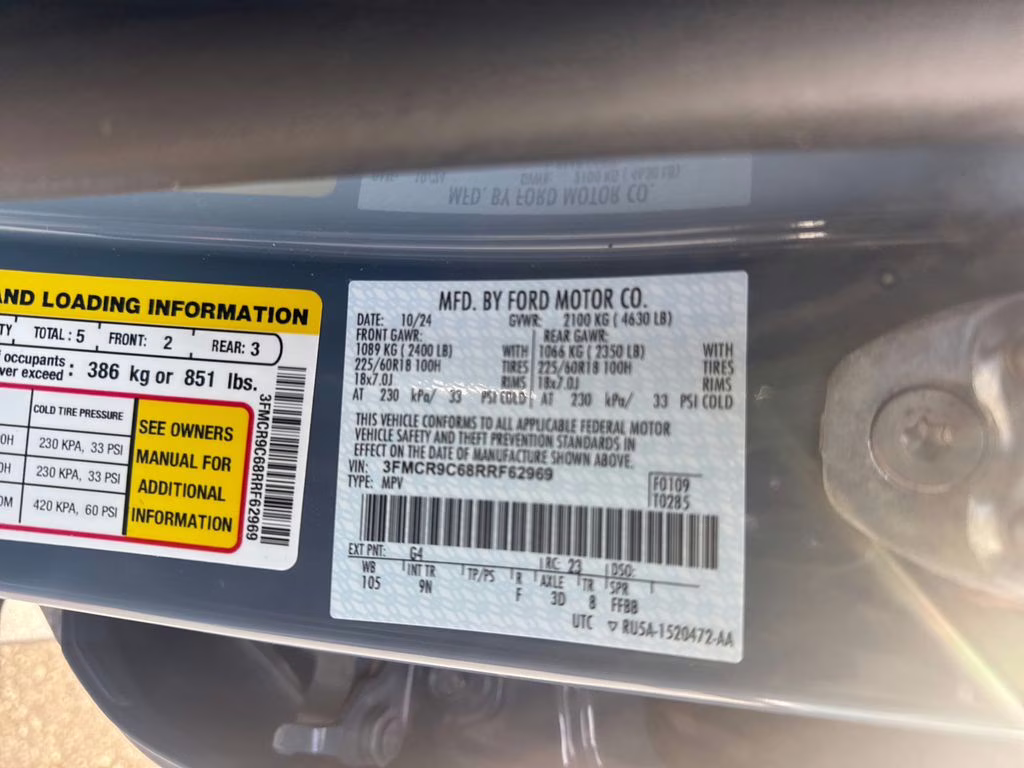 MFD. BY FORD MOTOR CO.
AND LOADING INFORMATION
TOTAL : 5 FRONT: 2 REAR: 3
occupants
exceed : 386 kg or 851 lbs.
COLD TIRE PRESSURE
230 KPA, 33 PSI
230 KPA, 33 PSI
420 KPA, 60 PSI
SEE OWNERS
MANUAL FOR
ADDITIONAL
INFORMATION
3FMCR9C68RRF62969
MFD. BY FORD MOTOR CO.
DATE: 10/24 GVWR: 2100 KG ( 4630 LB)
FRONT GAWR: REAR GAWR:
1089 KG ( 2400 LB) WITH 1066 KG ( 2350 LB) WITH
225/60R18 100H TIRES 225/60R18 100H TIRES
18x7.0J RIMS 18x7.0J RIMS
AT 230 kPa/ 33 PSI COLD AT 230 kPa/ 33 PSI COLD
THIS VEHICLE CONFORMS TO ALL APPLICABLE FEDERAL MOTOR
VEHICLE SAFETY AND THEFT PREVENTION STANDARDS IN
EFFECT ON THE DATE OF MANUFACTURE SHOWN ABOVE.
VIN: 3FMCR9C68RRF62969
TYPE: MPV
F0109
T0285
EXT PNT: G4 RC: 23 DSO:
WB INT TR TP/PS R AXLE TR SPR
105 9N F 3D 8 FFBB
UTC ▽ RU5A-1520472-AA